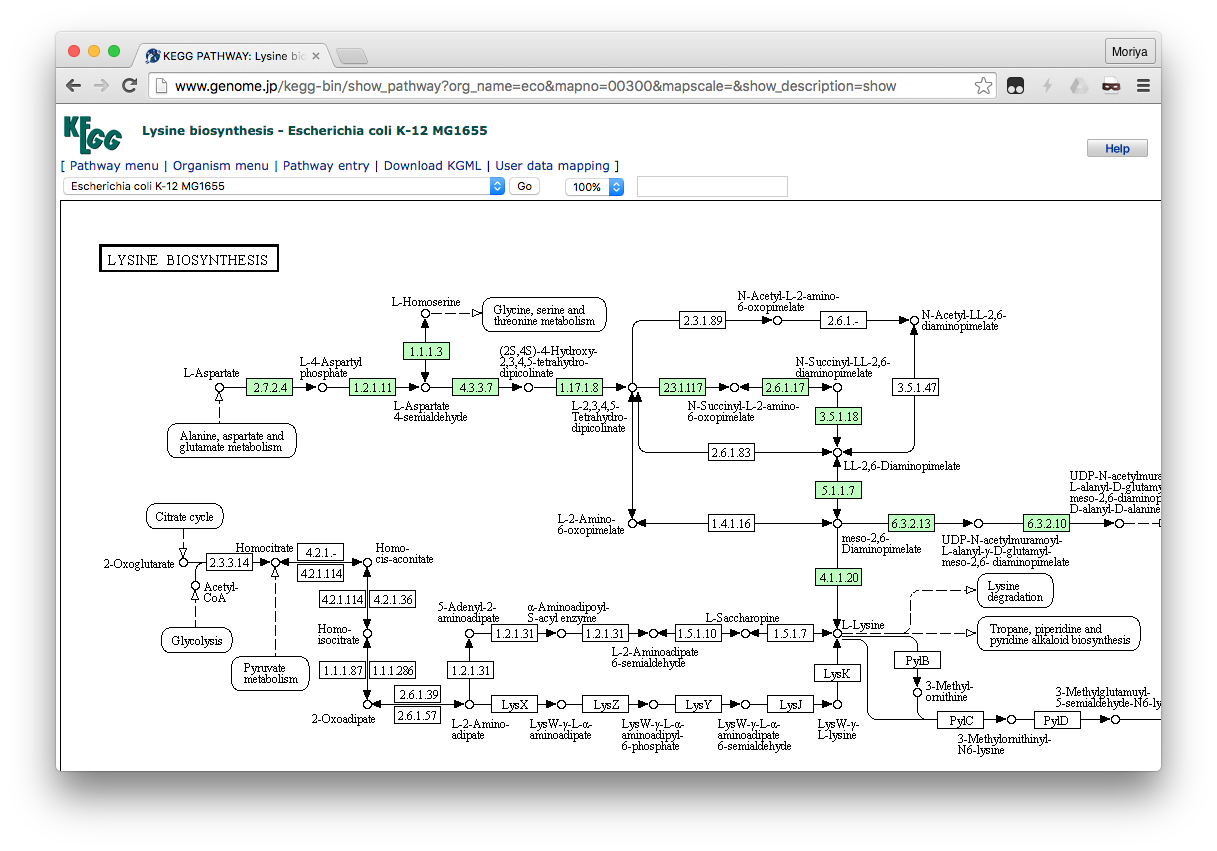 KEGG PATHWAY: Lysine bio
Moriya
www.genome.jp/kegg-bin/show_pathway?org_name=eco&mapno=00300&mapscale=&show_description=show
KEGG
Lysine biosynthesis - Escherichia coli K-12 MG1655
Help
[ Pathway menu | Organism menu | Pathway entry | Download KGML | User data mapping ]
Escherichia coli K-12 MG1655
Go
100%
LYSINE BIOSYNTHESIS
L-Homoserine
Glycine, serine and
threonine metabolism
N-Acetyl-L-2-amino-
6-oxopimelate
2.3.1.89
2.6.1.-
N-Acetyl-LL-2,6-
diaminopimelate
1.1.1.3
L-Aspartate
L-4-Aspartyl
phosphate
(2S,4S)-4-Hydroxy-
2,3,4,5-tetrahydro-
dipicolinate
N-Succinyl-LL-2,6-
diaminopimelate
2.7.2.4
1.2.1.11
4.3.3.7
1.17.1.8
2.3.1.117
2.6.1.17
3.5.1.47
L-Aspartate
4-semialdehyde
L-2,3,4,5-
Tetrahydro-
dipicolinate
N-Succinyl-L-2-amino-
6-oxopimelate
3.5.1.18
Alanine, aspartate and
glutamate metabolism
2.6.1.83
LL-2,6-Diaminopimelate
5.1.1.7
UDP-N-acetylmura
L-alanyl-D-glutamy
meso-2,6-diaminop
D-alanyl-D-alanine
Citrate cycle
L-2-Amino-
6-oxopimelate
1.4.1.16
6.3.2.13
6.3.2.10
meso-2,6-
Diaminopimelate
UDP-N-acetylmuramoyl-
L-alanyl-γ-D-glutamyl-
meso-2,6- diaminopimelate
2-Oxoglutarate
2.3.3.14
Homocitrate
4.2.1.-
4.2.1.114
Homo-
cis-aconitate
Acetyl-
CoA
4.2.1.114
4.2.1.36
4.1.1.20
Lysine
degradation
Glycolysis
Homo-
isocitrate
5-Adenyl-2-
aminoadipate
α-Aminoadipoyl-
S-acyl enzyme
L-Saccharopine
L-Lysine
1.2.1.31
1.2.1.31
1.5.1.10
1.5.1.7
Tropane, piperidine and
pyridine alkaloid biosynthesis
L-2-Aminoadipate
6-semialdehyde
Pyruvate
metabolism
1.1.1.87
1.1.1.286
1.2.1.31
LysK
PylB
2.6.1.39
2.6.1.57
3-Methyl-
ornithine
3-Methylglutamuyl-
5-semialdehyde-N6-ly
2-Oxoadipate
L-2-Amino-
adipate
LysX
LysZ
LysY
LysJ
LysW-γ-L-α-
aminoadipate
LysW-γ-L-α-
aminoadipyl-
6-phosphate
LysW-γ-L-α-
aminoadipate
6-semialdehyde
LysW-γ-
L-lysine
PylC
PylD
3-Methylornithinyl-
N6-lysine